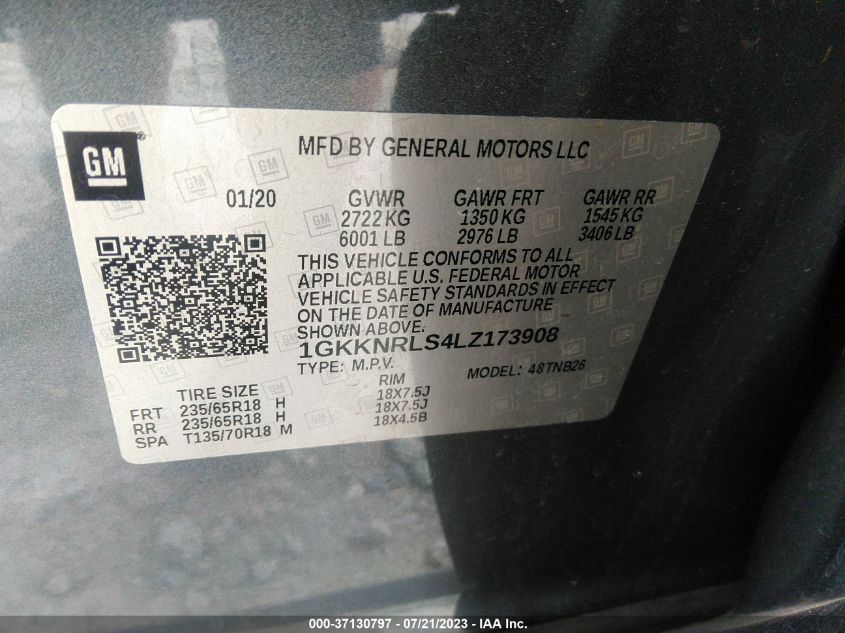 GM
MFD BY GENERAL MOTORS LLC
01/20 GVWR GAWR FRT GAWR RR
2722 KG 1350 KG 1545 KG
6001 LB 2976 LB 3406 LB
THIS VEHICLE CONFORMS TO ALL
APPLICABLE U.S. FEDERAL MOTOR
VEHICLE SAFETY STANDARDS IN EFFECT
ON THE DATE OF MANUFACTURE
SHOWN ABOVE.
1GKKNRLS4LZ173908
TYPE: M.P.V. MODEL: 48TNB26
TIRE SIZE RIM
FRT 235/65R18 H 18X7.5J
RR 235/65R18 H 18X7.5J
SPA T135/70R18 M 18X4.5B
000-37130797 - 07/21/2023 - IAA Inc.